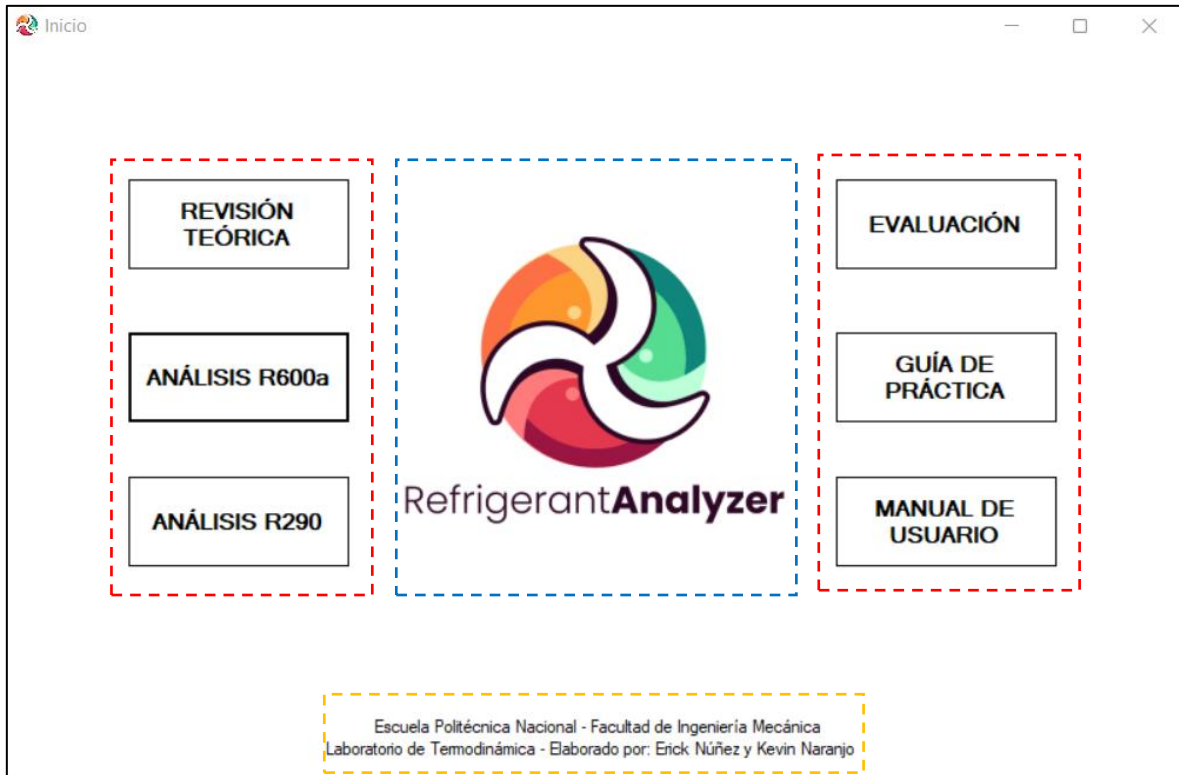 Inicio
REVISIÓN
TEÓRICA
ANÁLISIS R600a
ANÁLISIS R290
RefrigerantAnalyzer
EVALUACIÓN
GUÍA DE
PRÁCTICA
MANUAL DE
USUARIO
Escuela Politécnica Nacional - Facultad de Ingeniería Mecánica
Laboratorio de Termodinámica - Elaborado por: Erick Núñez y Kevin Naranjo